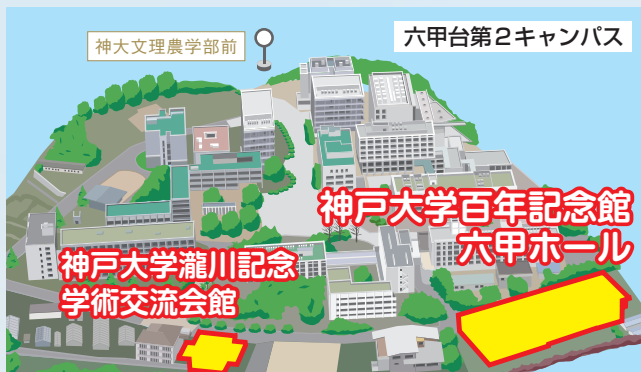 神大文理農学部前
六甲台第2キャンパス
神戸大学百年記念館
六甲ホール
神戸大学瀧川記念
学術交流会館